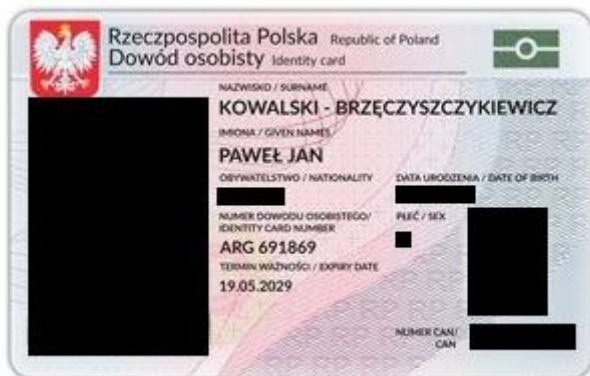 Rzeczpospolita Polska Republic of Poland
Dowód osobisty Identity card
NAZWISKO / SURNAME
KOWALSKI - BRZĘCZYSZCZYKIEWICZ
IMIONA / GIVEN NAMES
PAWEŁ JAN
OBYWATELSTWO / NATIONALITY DATA URODZENIA / DATE OF BIRTH
NUMER DOWODU OSOBISTEGO/ PŁEĆ / SEX
IDENTITY CARD NUMBER
ARG 691869
TERMIN WAŻNOŚCI / EXPIRY DATE
19.05.2029
NUMER CAN/
CAN